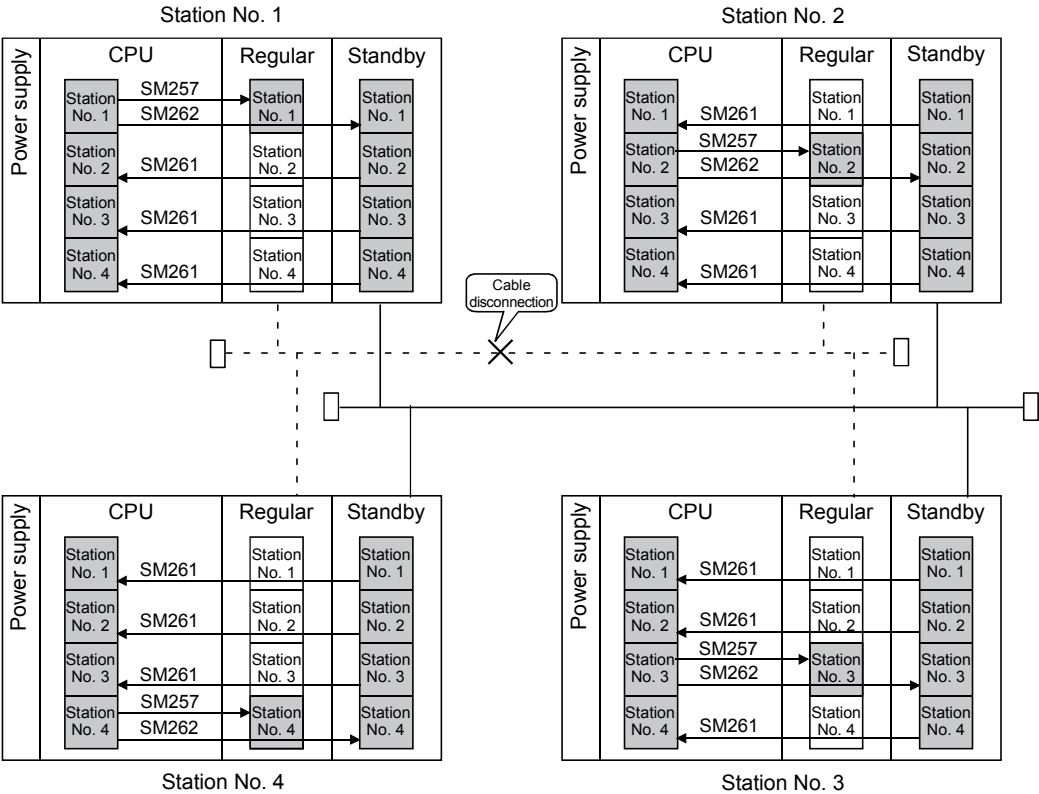 Station No. 1
Power supply
CPU
Regular
Standby
Station
No. 1
SM257
SM262
Station
No. 1
Station
No. 1
Station
No. 2
SM261
Station
No. 2
Station
No. 2
Station
No. 3
SM261
Station
No. 3
Station
No. 3
Station
No. 4
SM261
Station
No. 4
Station
No. 4
Station No. 2
Power supply
CPU
Regular
Standby
Station
No. 1
SM261
Station
No. 1
Station
No. 1
Station
No. 2
SM257
SM262
Station
No. 2
Station
No. 2
Station
No. 3
SM261
Station
No. 3
Station
No. 3
Station
No. 4
SM261
Station
No. 4
Station
No. 4
Cable
disconnection
Power supply
CPU
Regular
Standby
Station
No. 1
SM261
Station
No. 1
Station
No. 1
Station
No. 2
SM261
Station
No. 2
Station
No. 2
Station
No. 3
SM261
Station
No. 3
Station
No. 3
Station
No. 4
SM257
SM262
Station
No. 4
Station
No. 4
Station No. 4
Power supply
CPU
Regular
Standby
Station
No. 1
SM261
Station
No. 1
Station
No. 1
Station
No. 2
SM261
Station
No. 2
Station
No. 2
Station
No. 3
SM257
SM262
Station
No. 3
Station
No. 3
Station
No. 4
SM261
Station
No. 4
Station
No. 4
Station No. 3